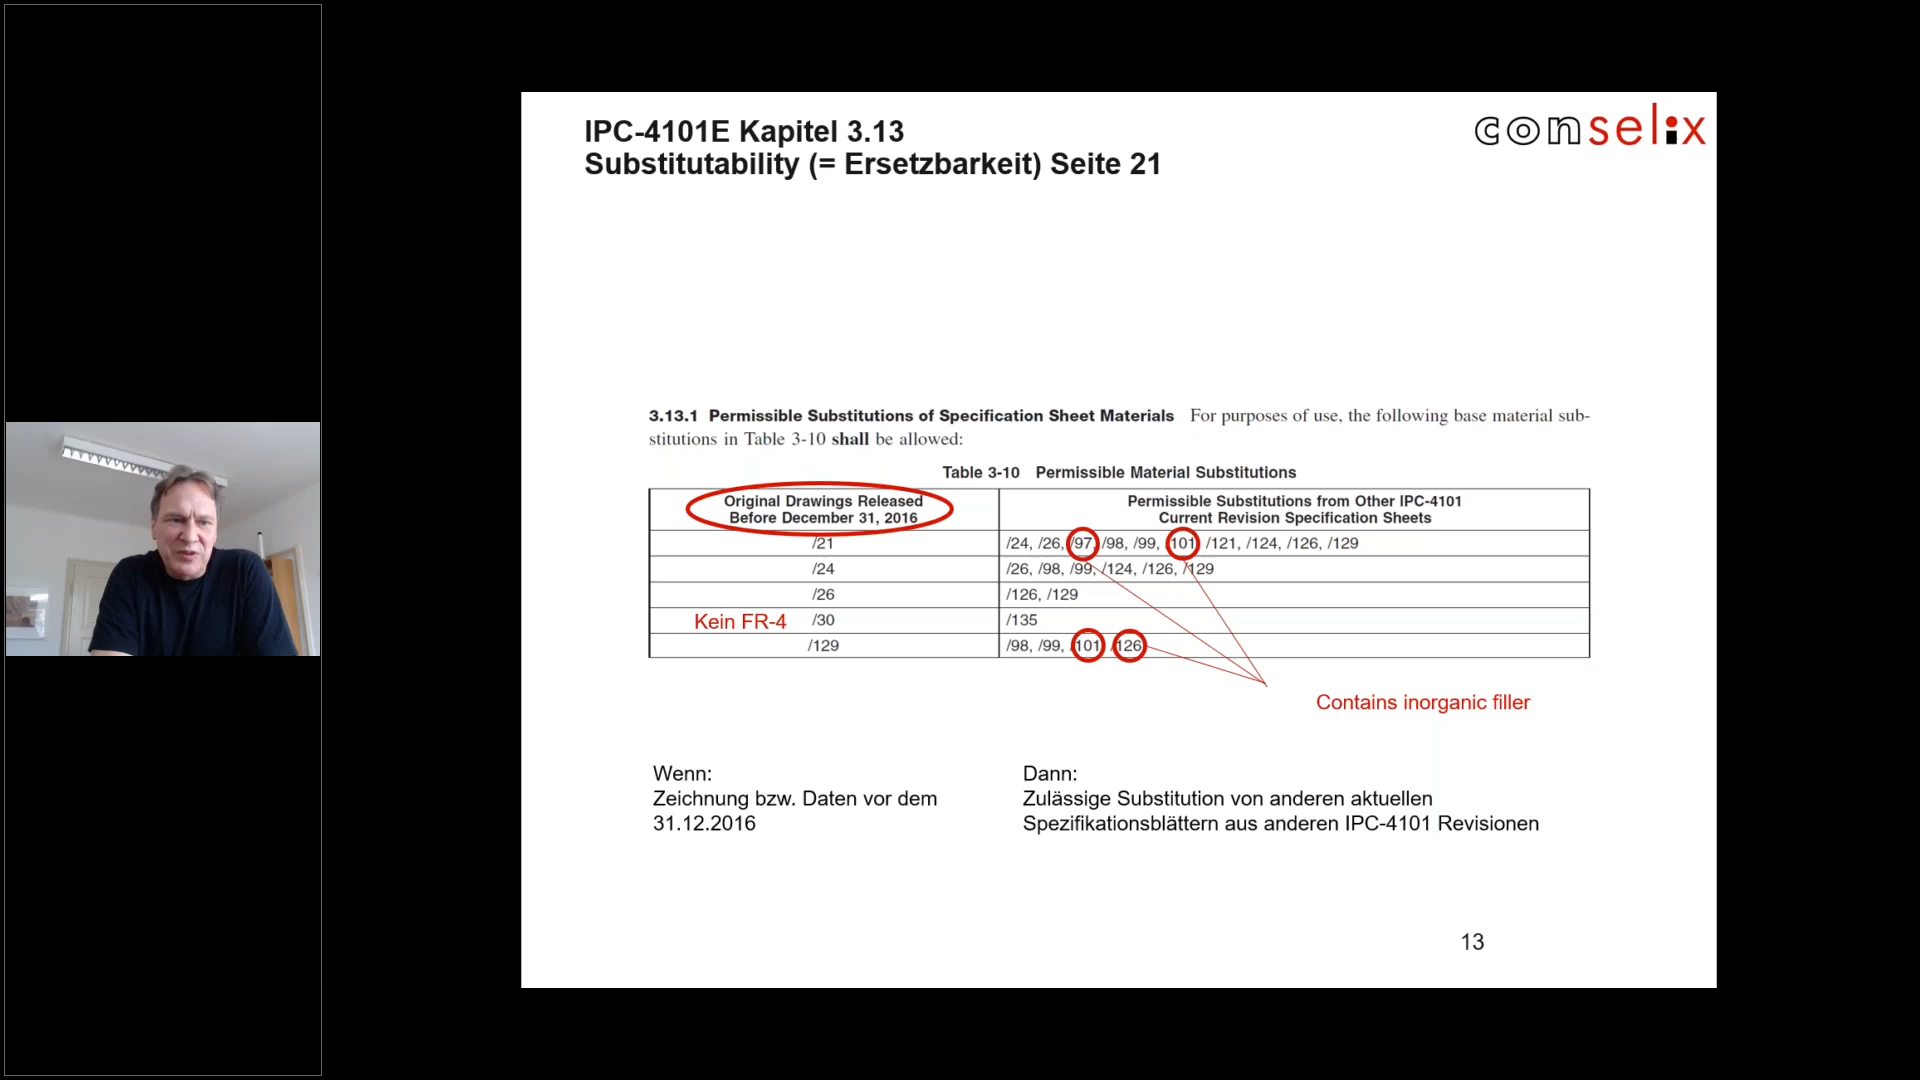 IPC-4101E Kapitel 3.13
Substitutability (= Ersetzbarkeit) Seite 21
conselix
3.13.1 Permissible Substitutions of Specification Sheet Materials For purposes of use, the following base material sub-
stitutions in Table 3-10 shall be allowed:
Table 3-10 Permissible Material Substitutions
Original Drawings Released
Before December 31, 2016
Permissible Substitutions from Other IPC-4101
Current Revision Specification Sheets
/21
/24, /26, /97, /98, /99, /101, /121, /124, /126, /129
/24
/26, /98, /99, /124, /126, /129
/26
/126, /129
Kein FR-4
/30
/135
/129
/98, /99, /101, /126
Contains inorganic filler
Wenn:
Zeichnung bzw. Daten vor dem
31.12.2016
Dann:
Zulässige Substitution von anderen aktuellen
Spezifikationsblättern aus anderen IPC-4101 Revisionen
13